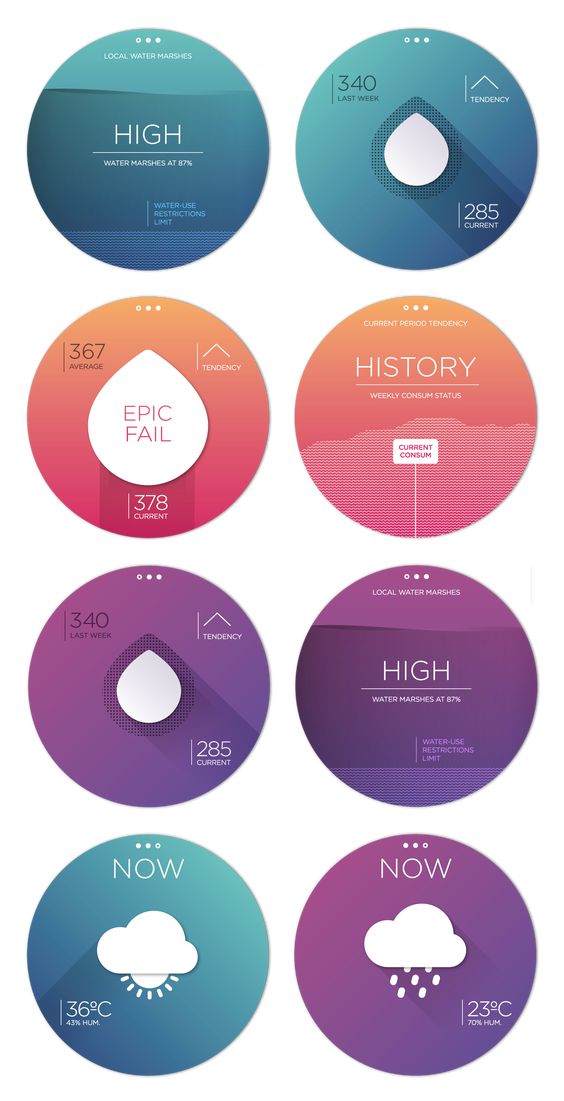 LOCAL WATER MARSHES
HIGH
WATER MARSHES AT 87%
WATER-USE
RESTRICTIONS
LIMIT
340
LAST WEEK
TENDENCY
285
CURRENT
367
AVERAGE
TENDENCY
EPIC
FAIL
378
CURRENT
CURRENT PERIOD TENDENCY
HISTORY
WEEKLY CONSUM STATUS
CURRENT
CONSUM
340
LAST WEEK
TENDENCY
285
CURRENT
LOCAL WATER MARSHES
HIGH
WATER MARSHES AT 87%
WATER-USE
RESTRICTIONS
LIMIT
NOW
36ºC
43% HUM.
NOW
23ºC
70% HUM.